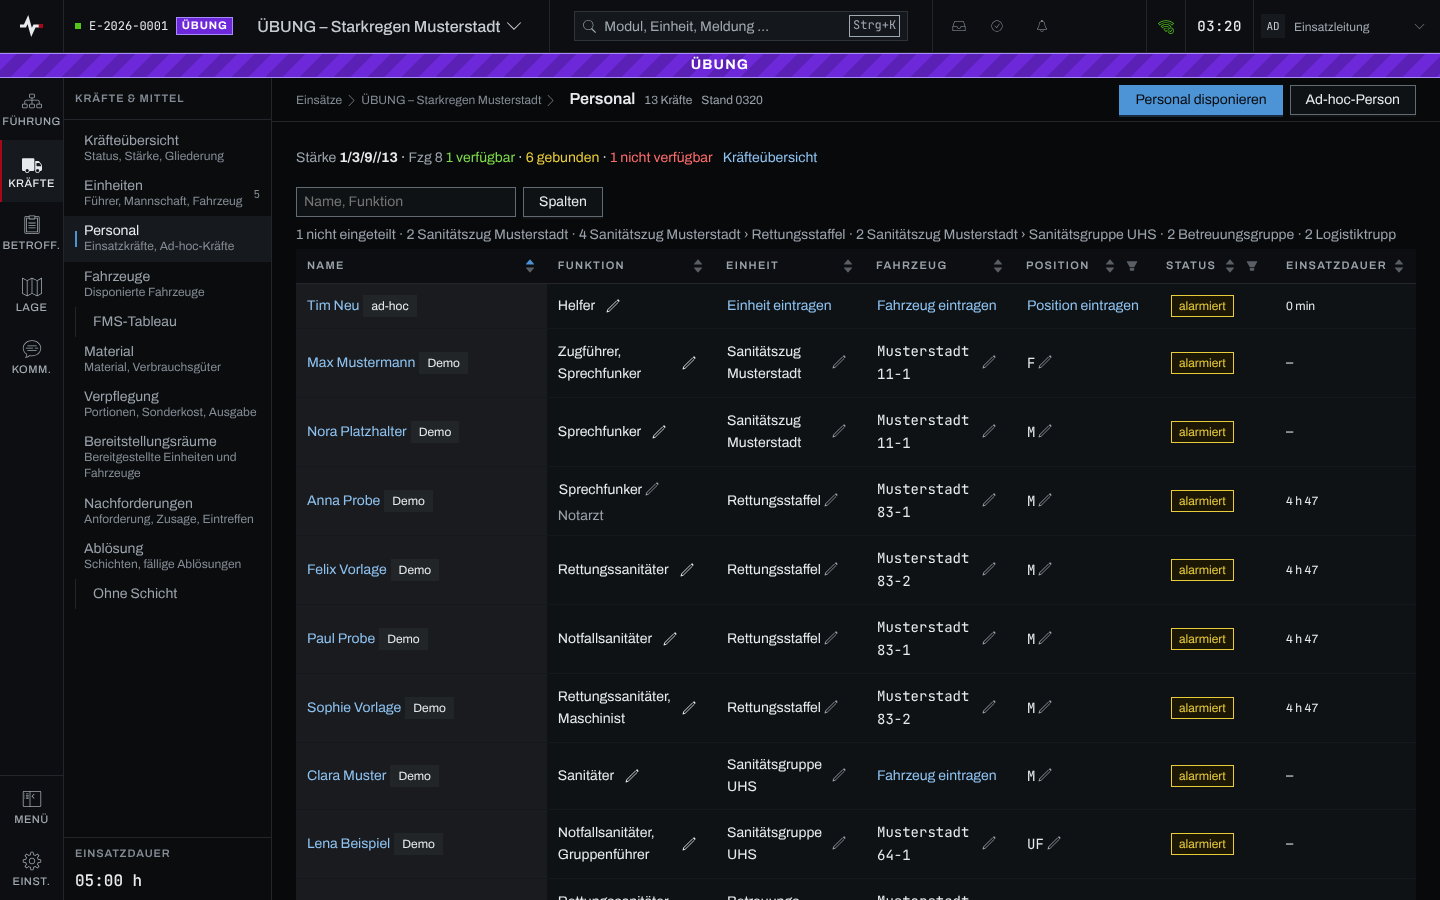 E-2026-0001 ÜBUNG ÜBUNG – Starkregen Musterstadt
Modul, Einheit, Meldung ... Strg+K
03:20 AD Einsatzleitung
ÜBUNG
FÜHRUNG
KRÄFTE
BETROFF.
LAGE
KOMM.
MENÜ
EINST.
KRÄFTE & MITTEL
Kräfteübersicht
Status, Stärke, Gliederung
Einheiten
Führer, Mannschaft, Fahrzeug 5
Personal
Einsatzkräfte, Ad-hoc-Kräfte
Fahrzeuge
Disponierte Fahrzeuge
FMS-Tableau
Material
Material, Verbrauchsgüter
Verpflegung
Portionen, Sonderkost, Ausgabe
Bereitstellungsräume
Bereitgestellte Einheiten und
Fahrzeuge
Nachforderungen
Anforderung, Zusage, Eintreffen
Ablösung
Schichten, fällige Ablösungen
Ohne Schicht
EINSATZDAUER
05:00 h
Einsätze ÜBUNG – Starkregen Musterstadt Personal 13 Kräfte Stand 0320
Personal disponieren Ad-hoc-Person
Stärke 1/3/9//13 · Fzg 8 1 verfügbar · 6 gebunden · 1 nicht verfügbar Kräfteübersicht
Name, Funktion Spalten
1 nicht eingeteilt · 2 Sanitätszug Musterstadt · 4 Sanitätszug Musterstadt › Rettungsstaffel · 2 Sanitätszug Musterstadt › Sanitätsgruppe UHS · 2 Betreuungsgruppe · 2 Logistiktrupp
NAME FUNKTION EINHEIT FAHRZEUG POSITION STATUS EINSATZDAUER
Tim Neu ad-hoc Helfer Einheit eintragen Fahrzeug eintragen Position eintragen alarmiert 0 min
Max Mustermann Demo Zugführer, Sprechfunker Sanitätszug Musterstadt Musterstadt 11-1 F alarmiert –
Nora Platzhalter Demo Sprechfunker Sanitätszug Musterstadt Musterstadt 11-1 M alarmiert –
Anna Probe Demo Sprechfunker Notarzt Rettungsstaffel Musterstadt 83-1 M alarmiert 4 h 47
Felix Vorlage Demo Rettungssanitäter Rettungsstaffel Musterstadt 83-2 M alarmiert 4 h 47
Paul Probe Demo Notfallsanitäter Rettungsstaffel Musterstadt 83-1 M alarmiert 4 h 47
Sophie Vorlage Demo Rettungssanitäter, Maschinist Rettungsstaffel Musterstadt 83-2 M alarmiert 4 h 47
Clara Muster Demo Sanitäter Sanitätsgruppe UHS Fahrzeug eintragen M alarmiert –
Lena Beispiel Demo Notfallsanitäter, Gruppenführer Sanitätsgruppe UHS Musterstadt 64-1 UF alarmiert –